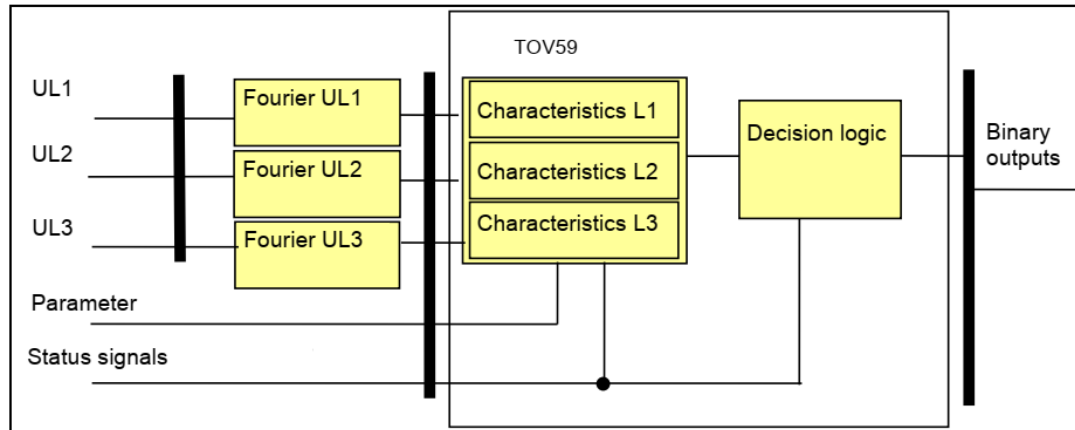 TOV59
UL1
Fourier UL1
Characteristics L1
Decision logic
Binary
outputs
UL2
Fourier UL2
Characteristics L2
UL3
Fourier UL3
Characteristics L3
Parameter
Status signals